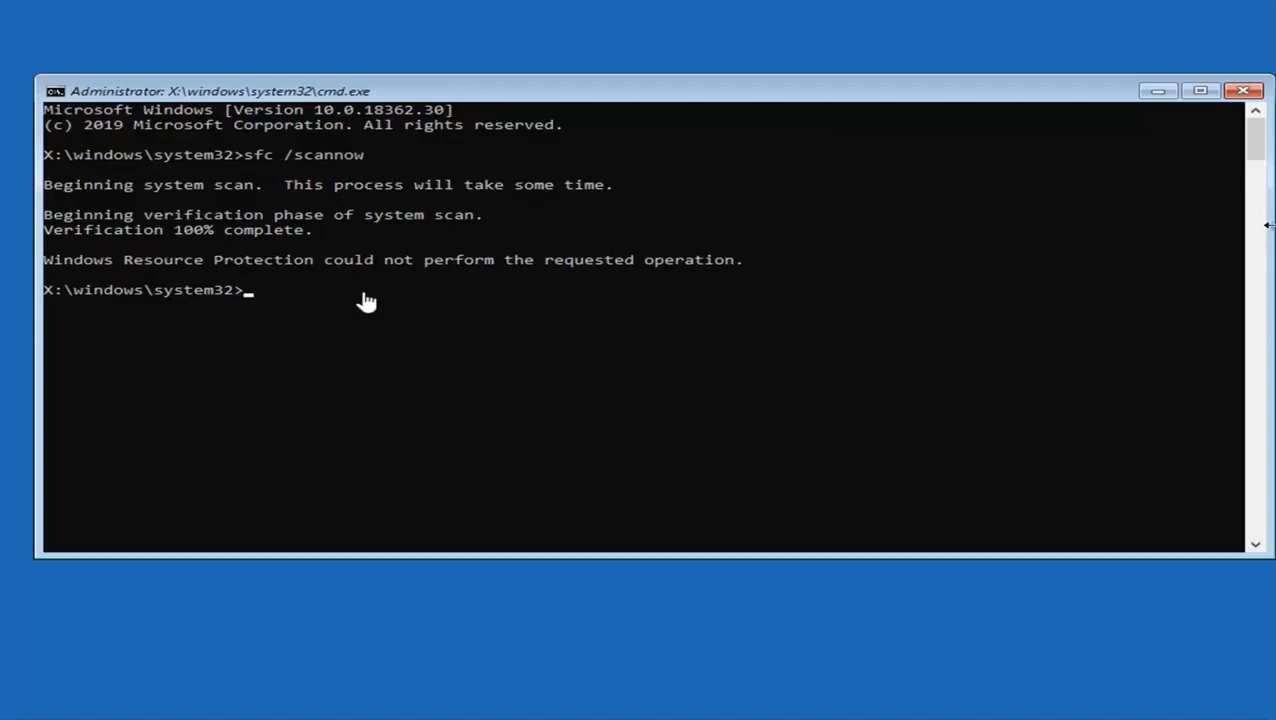 Administrator: X:\windows\system32\cmd.exe
Microsoft Windows [Version 10.0.18362.30]
(c) 2019 Microsoft Corporation. All rights reserved.
X:\windows\system32>sfc /scannow
Beginning system scan.  This process will take some time.
Beginning verification phase of system scan.
Verification 100% complete.
Windows Resource Protection could not perform the requested operation.
X:\windows\system32>